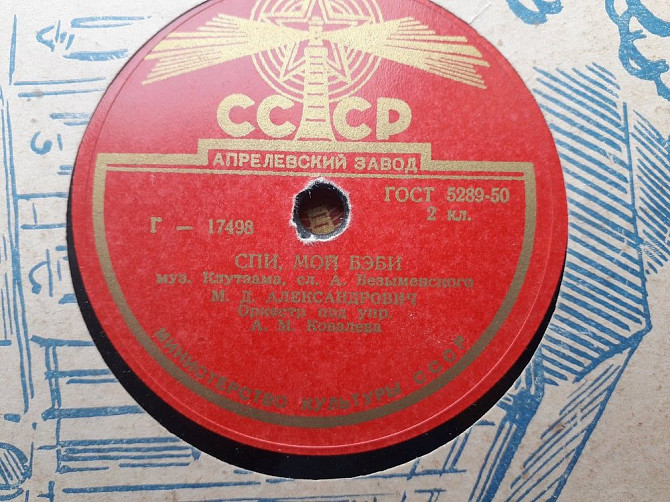 СССР
АПРЕЛЕВСКИЙ ЗАВОД
ГОСТ 5289-50
2 кл.
Г — 17498
СПИ, МОЙ БЭБИ
муз. Клутзама, сл. А. Безыменского
М. Д. АЛЕКСАНДРОВИЧ
Оркестр под упр.
А. М. Ковалева
МИНИСТЕРСТВО КУЛЬТУРЫ СССР